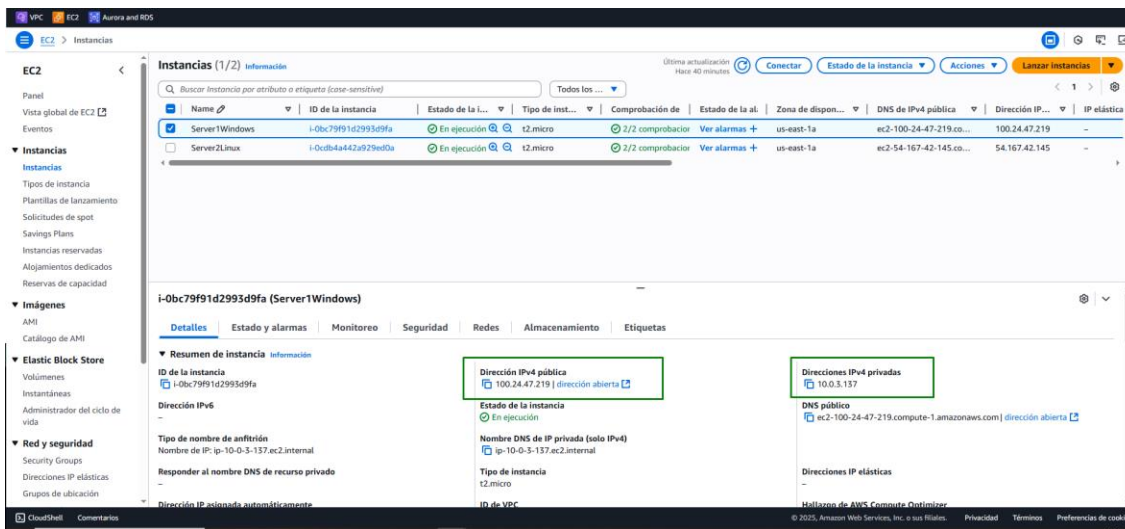 VPC EC2 Aurora and RDS
EC2 > Instancias
EC2
Panel
Vista global de EC2
Eventos
Instancias
Instancias
Tipos de instancia
Plantillas de lanzamiento
Solicitudes de spot
Savings Plans
Instancias reservadas
Alojamientos dedicados
Reservas de capacidad
Imágenes
AMI
Catálogo de AMI
Elastic Block Store
Volúmenes
Instantáneas
Administrador del ciclo de
vida
Red y seguridad
Security Groups
Direcciones IP elásticas
Grupos de ubicación
Instancias (1/2) Información
Última actualización
Hace 40 minutes
Conectar Estado de la instancia Acciones Lanzar instancias
Buscar Instancia por atributo o etiqueta (case-sensitive) Todos los ... < 1 >
Name ID de la instancia Estado de la i... Tipo de inst... Comprobación de Estado de la al Zona de dispon... DNS de IPv4 pública Dirección IP... IP elástica
Server1Windows i-0bc79f91d2993d9fa En ejecución t2.micro 2/2 comprobacion Ver alarmas + us-east-1a ec2-100-24-47-219.co... 100.24.47.219 –
Server2Linux i-0cdb4a442a929ed0a En ejecución t2.micro 2/2 comprobacion Ver alarmas + us-east-1a ec2-54-167-42-145.co... 54.167.42.145 –
i-0bc79f91d2993d9fa (Server1Windows)
Detalles Estado y alarmas Monitoreo Seguridad Redes Almacenamiento Etiquetas
Resumen de instancia Información
ID de la instancia
i-0bc79f91d2993d9fa
Dirección IPv4 pública
100.24.47.219 | dirección abierta
Direcciones IPv4 privadas
10.0.3.137
Dirección IPv6
–
Estado de la instancia
En ejecución
DNS público
ec2-100-24-47-219.compute-1.amazonaws.com | dirección abierta
Tipo de nombre de anfitrión
Nombre de IP: ip-10-0-3-137.ec2.internal
Nombre DNS de IP privada (solo IPv4)
ip-10-0-3-137.ec2.internal
Responder al nombre DNS de recurso privado
–
Tipo de instancia
t2.micro
Direcciones IP elásticas
–
Dirección IP asignada automáticamente
ID de VPC
Hallazgo de AWS Compute Optimizer
CloudShell Comentarios © 2025, Amazon Web Services, Inc. o sus filiales. Privacidad Términos Preferencias de cooki